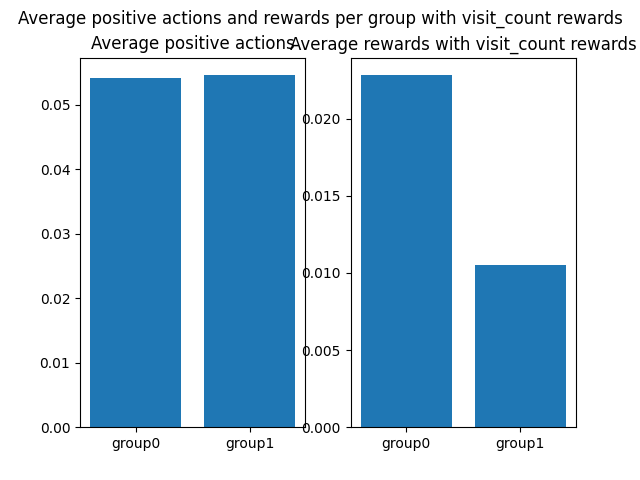 Average positive actions and rewards per group with visit_count rewards
Average positive actions
Average rewards with visit_count rewards
0.05
0.04
0.03
0.02
0.01
0.00
group0
group1
0.020
0.015
0.010
0.005
0.000
group0
group1